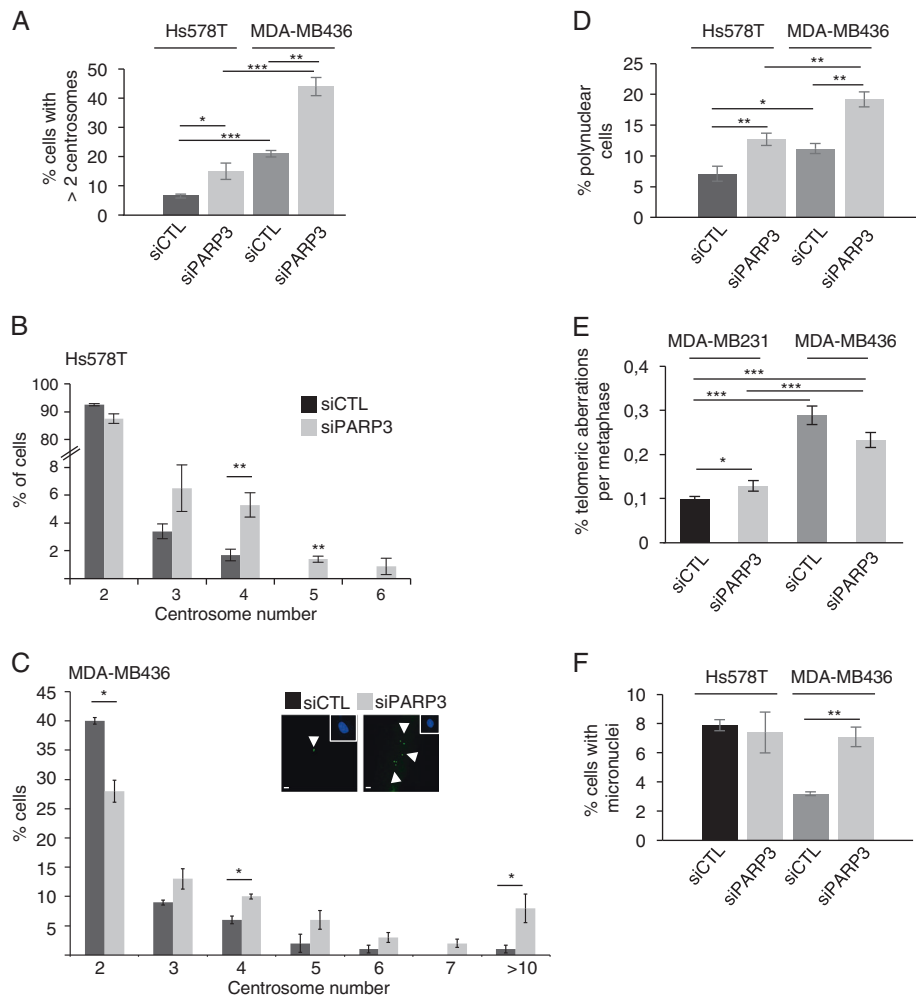 A
Hs578T MDA-MB436
% cells with
> 2 centrosomes
50
40
30
20
10
0
*
***
***
**
siCTL
siPARP3
siCTL
siPARP3
D
Hs578T MDA-MB436
% polynuclear
cells
25
20
15
10
5
0
**
*
**
**
siCTL
siPARP3
siCTL
siPARP3
B
Hs578T
% of cells
100
90
80
8
6
4
2
siCTL
siPARP3
**
**
2 3 4 5 6
Centrosome number
E
MDA-MB231 MDA-MB436
% telomeric aberrations
per metaphase
0,4
0,3
0,2
0,1
0
***
***
***
*
siCTL
siPARP3
siCTL
siPARP3
C
MDA-MB436
% cells
45
40
35
30
25
20
15
10
5
siCTL siPARP3
*
*
*
2 3 4 5 6 7 >10
Centrosome number
F
Hs578T MDA-MB436
% cells with
micronuclei
10
8
6
4
2
0
**
siCTL
siPARP3
siCTL
siPARP3